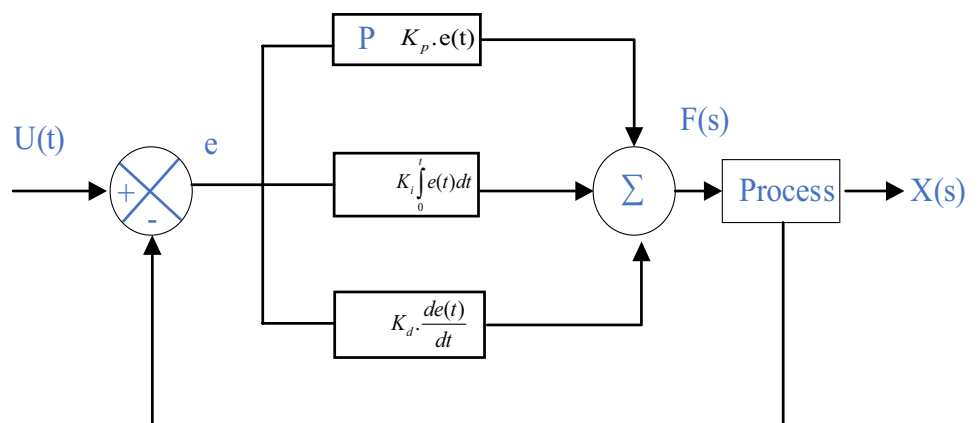 P K_p.e(t)
U(t)
e
F(s)
+
-
K_i ∫_0^t e(t)dt
Σ
Process
X(s)
K_d. de(t)/dt